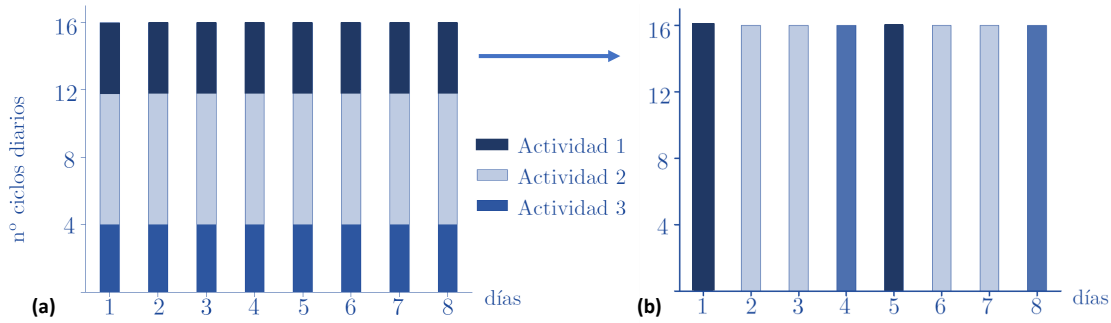 nº ciclos diarios
16
12
8
4
1 2 3 4 5 6 7 8
días
(a)
Actividad 1
Actividad 2
Actividad 3
16
12
8
4
1 2 3 4 5 6 7 8
días
(b)